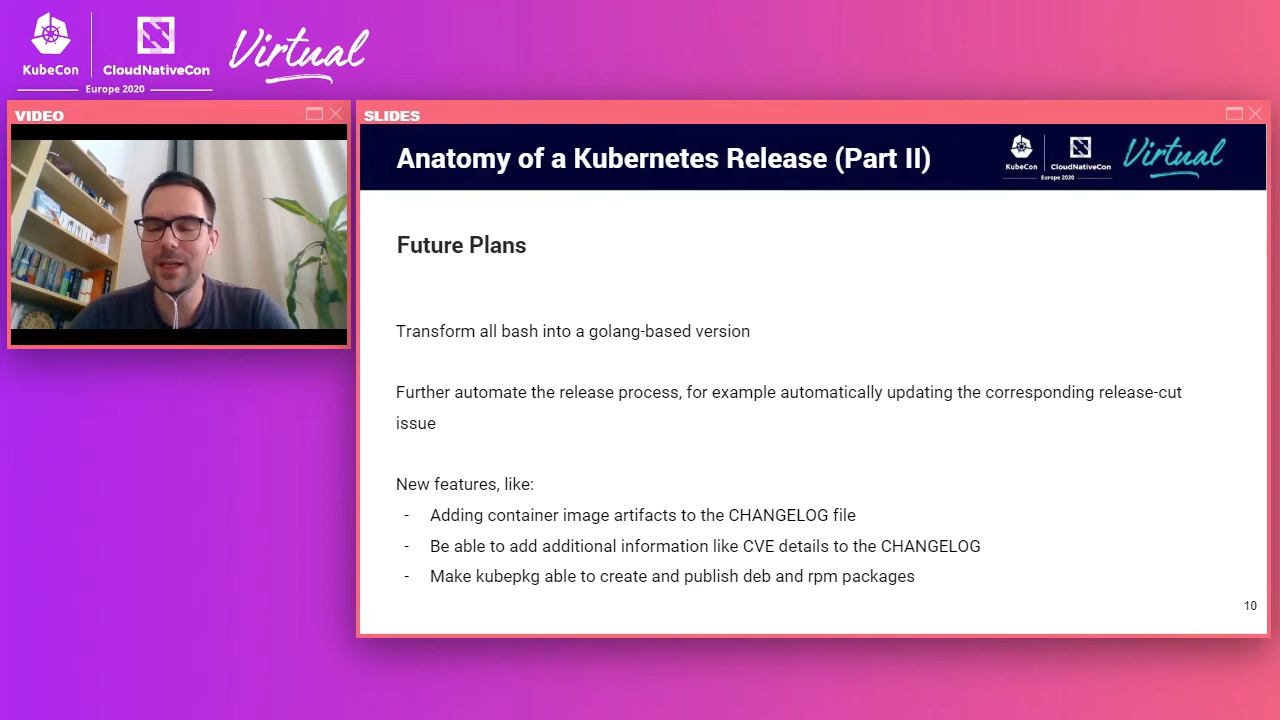 KubeCon
CloudNativeCon
Europe 2020
Virtual
VIDEO
SLIDES
Anatomy of a Kubernetes Release (Part II)
KubeCon
CloudNativeCon
Europe 2020
Virtual
Future Plans
Transform all bash into a golang-based version
Further automate the release process, for example automatically updating the corresponding release-cut
issue
New features, like:
- Adding container image artifacts to the CHANGELOG file
- Be able to add additional information like CVE details to the CHANGELOG
- Make kubepkg able to create and publish deb and rpm packages
10